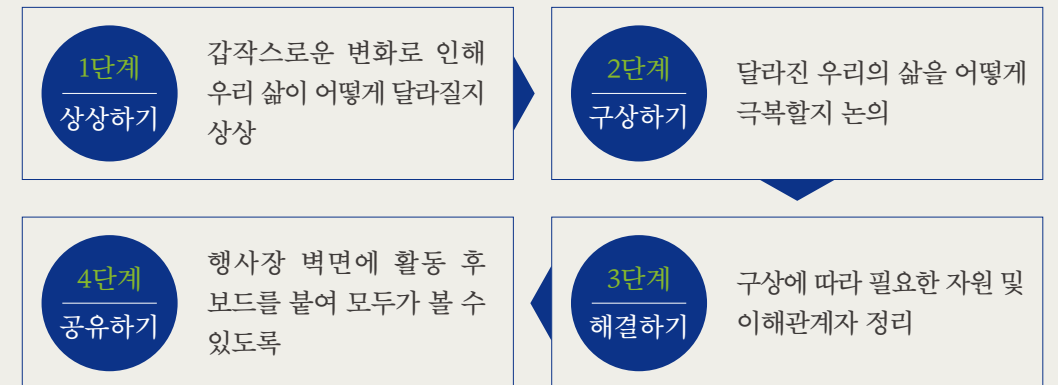 1단계
상상하기
갑작스로운 변화로 인해
우리 삶이 어떻게 달라질지
상상
2단계
구상하기
달라진 우리의 삶을 어떻게
극복할지 논의
3단계
해결하기
구상에 따라 필요한 자원 및
이해관계자 정리
4단계
공유하기
행사장 벽면에 활동 후
보드를 붙여 모두가 볼 수
있도록